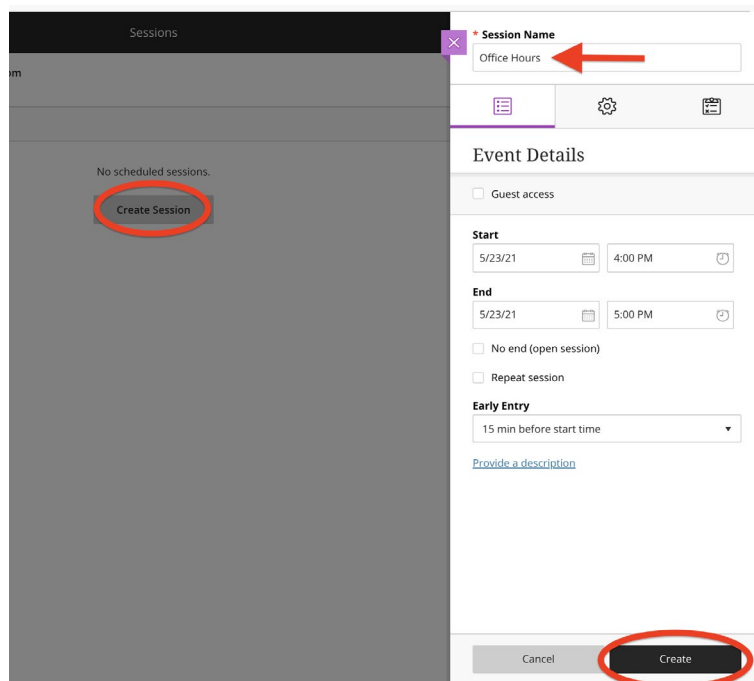 Sessions
om
No scheduled sessions.
Create Session
* Session Name
Office Hours
Event Details
Guest access
Start
5/23/21 4:00 PM
End
5/23/21 5:00 PM
No end (open session)
Repeat session
Early Entry
15 min before start time
Provide a description
Cancel Create